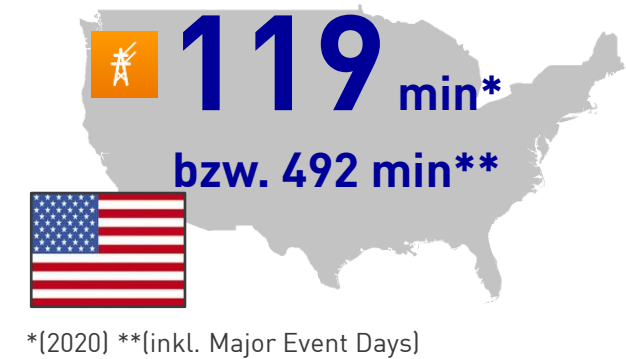 119 min*
bzw. 492 min**
*(2020) **(inkl. Major Event Days)